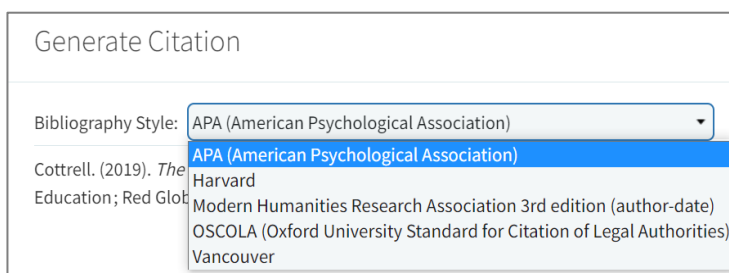 Generate Citation
Bibliography Style: APA (American Psychological Association)
APA (American Psychological Association)
Cottrell. (2019). The
Harvard
Education; Red Glob
Modern Humanities Research Association 3rd edition (author-date)
OSCOLA (Oxford University Standard for Citation of Legal Authorities)
Vancouver